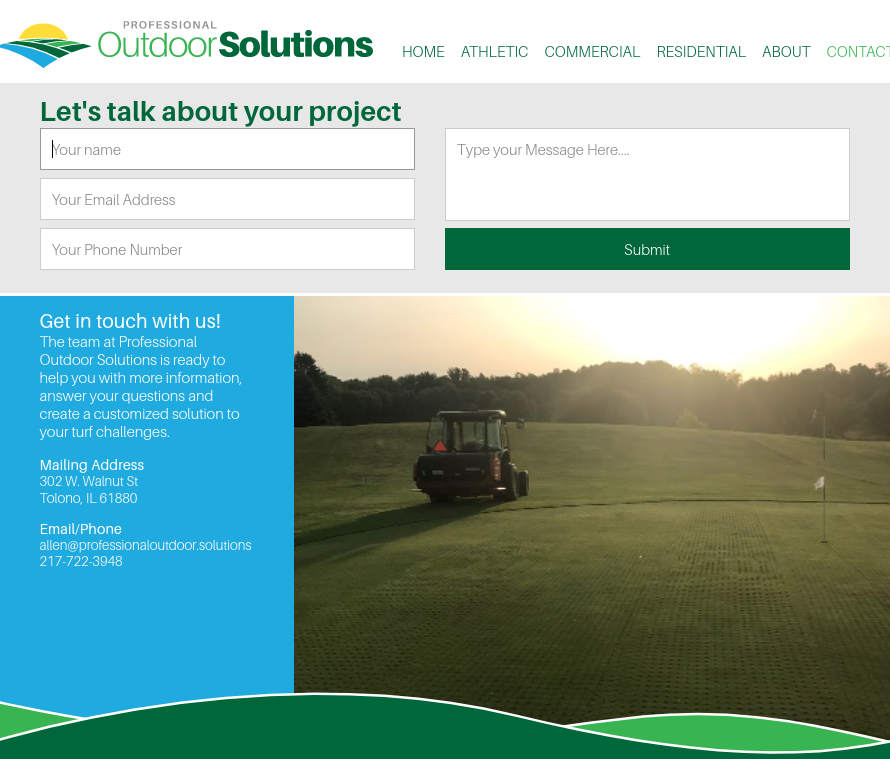 PROFESSIONAL
OutdoorSolutions
HOME ATHLETIC COMMERCIAL RESIDENTIAL ABOUT CONTACT
Let's talk about your project
Your name
Your Email Address
Your Phone Number
Type your Message Here....
Submit
Get in touch with us!
The team at Professional
Outdoor Solutions is ready to
help you with more information,
answer your questions and
create a customized solution to
your turf challenges.
Mailing Address
302 W. Walnut St
Tolono, IL 61880
Email/Phone
allen@professionaloutdoor.solutions
217-722-3948